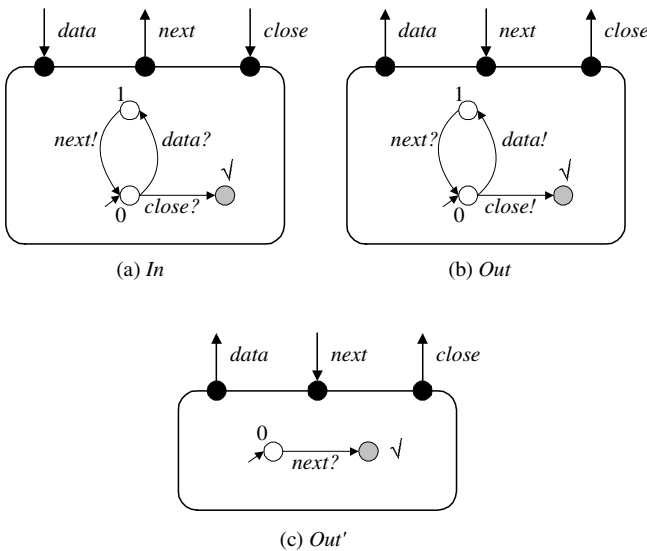 data next close data next close
1 1
next! data? next? data!
√ √
0 close? 0 close!
(a) In (b) Out
data next close
0
next? √
(c) Out'